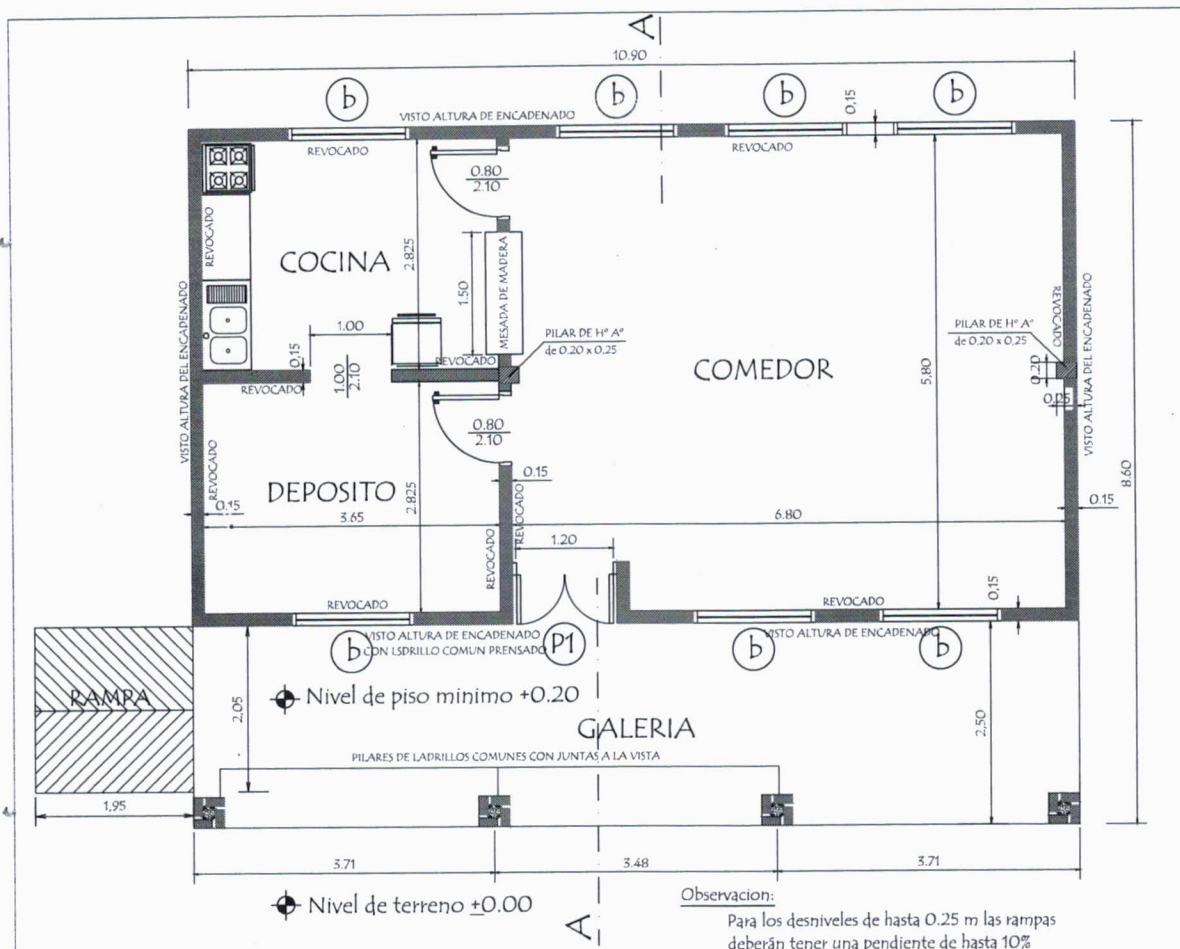 A
10.90
b
b
b
b
0,15
VISTO ALTURA DE ENCADENADO
REVOCADO
REVOCADO
0.80
2.10
REVOCADO
COCINA
2.825
1.50
MESADA DE MADERA
VISTO ALTURA DEL ENCADENADO
1.00
PILAR DE Hº Aº
de 0.20 x 0,25
COMEDOR
5,80
REVOCADO
PILAR DE Hº Aº
de 0.20 x 0,25
0,20
0,25
VISTO ALTURA DEL ENCADENADO
8.60
0,15
REVOCADO
1.00
2.10
REVOCADO
0.80
2.10
REVOCADO
DEPOSITO
2.825
0.15
0.15
3.65
6.80
0.15
REVOCADO
REVOCADO
1.20
0,15
REVOCADO
REVOCADO
VISTO ALTURA DE ENCADENADO
CON LSDRILLO COMUN PRENSADO
VISTO ALTURA DE ENCADENADO
b
P1
b
b
RAMPA
2,05
Nivel de piso minimo +0.20
GALERIA
2,50
PILARES DE LADRILLOS COMUNES CON JUNTAS A LA VISTA
1,95
3.71
3.48
3.71
Nivel de terreno ±0.00
A
Observacion:
Para los desniveles de hasta 0.25 m las rampas
deberán tener una pendiente de hasta 10%